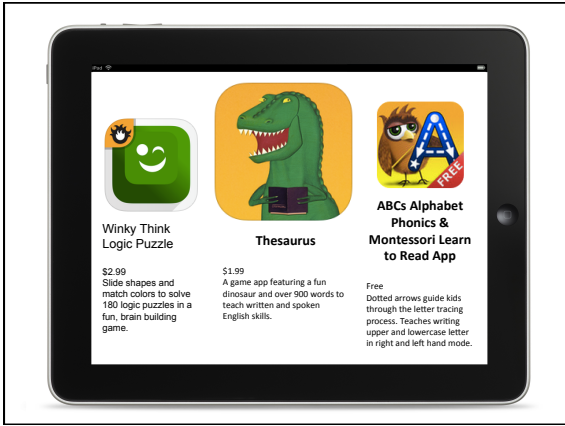 iPad
Winky Think
Logic Puzzle
$2.99
Slide shapes and
match colors to solve
180 logic puzzles in a
fun, brain building
game.
Thesaurus
$1.99
A game app featuring a fun
dinosaur and over 900 words to
teach written and spoken
English skills.
A
FREE
ABCs Alphabet
Phonics &
Montessori Learn
to Read App
Free
Dotted arrows guide kids
through the letter tracing
process. Teaches writing
upper and lowercase letter
in right and left hand mode.